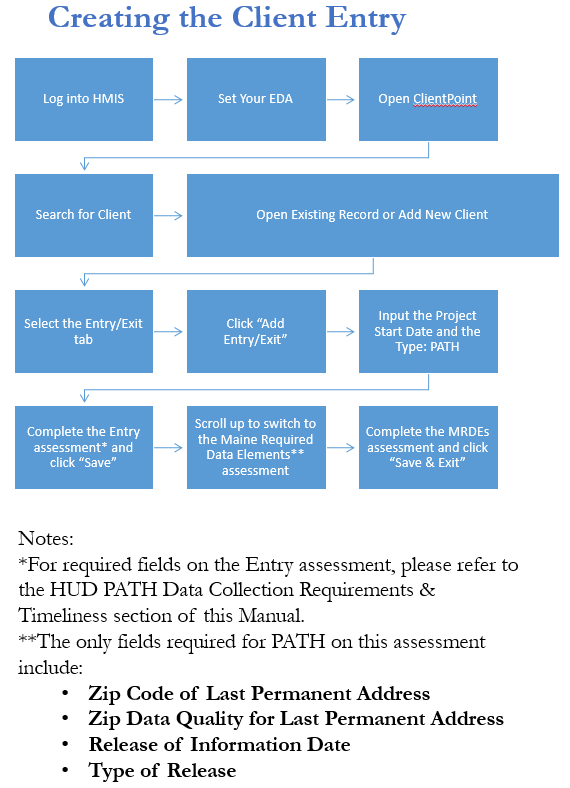 Creating the Client Entry
Log into HMIS
Set Your EDA
Open ClientPoint
Search for Client
Open Existing Record or Add New Client
Select the Entry/Exit
tab
Click “Add
Entry/Exit”
Input the Project
Start Date and the
Type: PATH
Complete the Entry
assessment* and
click “Save”
Scroll up to switch to
the Maine Required
Data Elements**
assessment
Complete the MRDEs
assessment and click
“Save & Exit”
Notes:
*For required fields on the Entry assessment, please refer to
the HUD PATH Data Collection Requirements &
Timeliness section of this Manual.
**The only fields required for PATH on this assessment
include:
• Zip Code of Last Permanent Address
• Zip Data Quality for Last Permanent Address
• Release of Information Date
• Type of Release